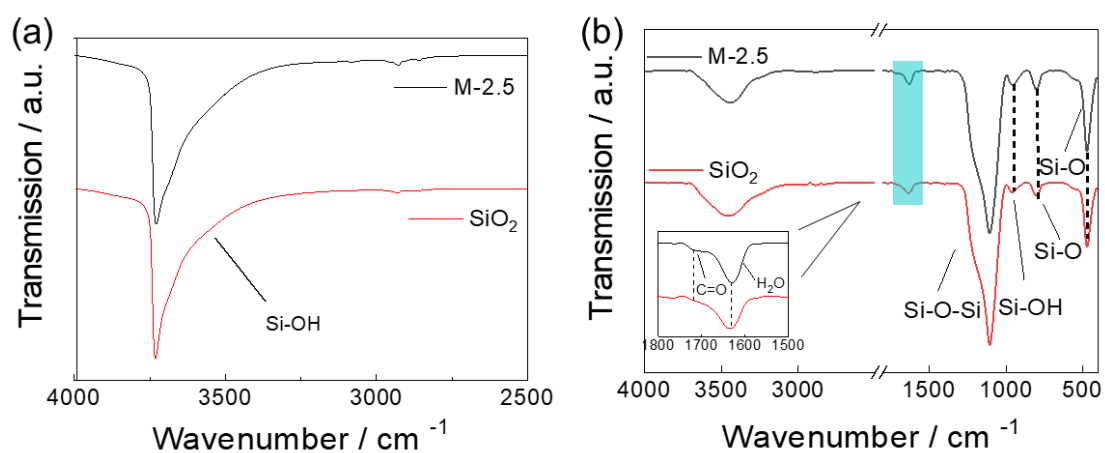 (a)
Transmission / a.u.
M-2.5
SiO₂
Si-OH
4000 3500 3000 2500
Wavenumber / cm ⁻¹
(b)
Transmission / a.u.
M-2.5
SiO₂
Si-O
Si-O
C=O
H₂O
1800 1700 1600 1500
Si-O-Si
Si-OH
4000 3500 3000 1500 1000 500
Wavenumber / cm ⁻¹